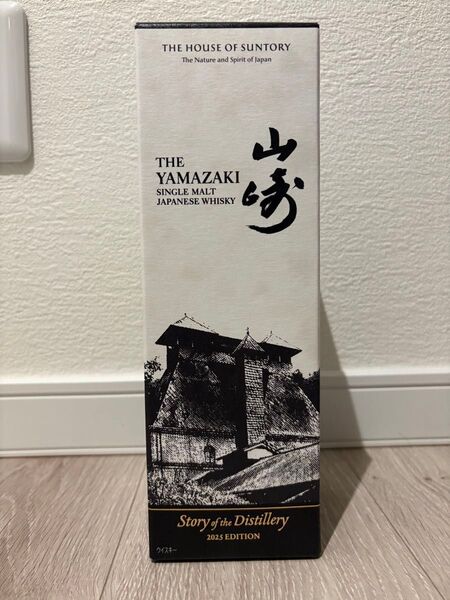 THE HOUSE OF SUNTORY
The Nature and Spirit of Japan
山崎
THE
YAMAZAKI
SINGLE MALT
JAPANESE WHISKY
Story of the Distillery
2025 EDITION
ウイスキー